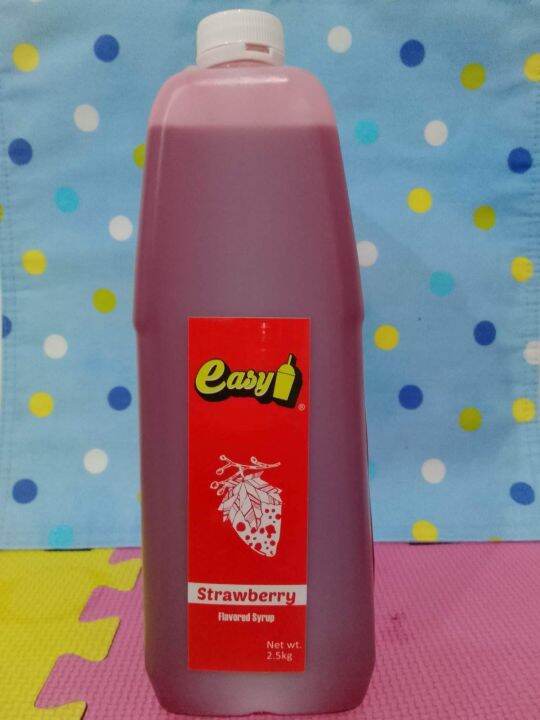 easy
®
Strawberry
Flavored Syrup
Net wt.
2.5kg